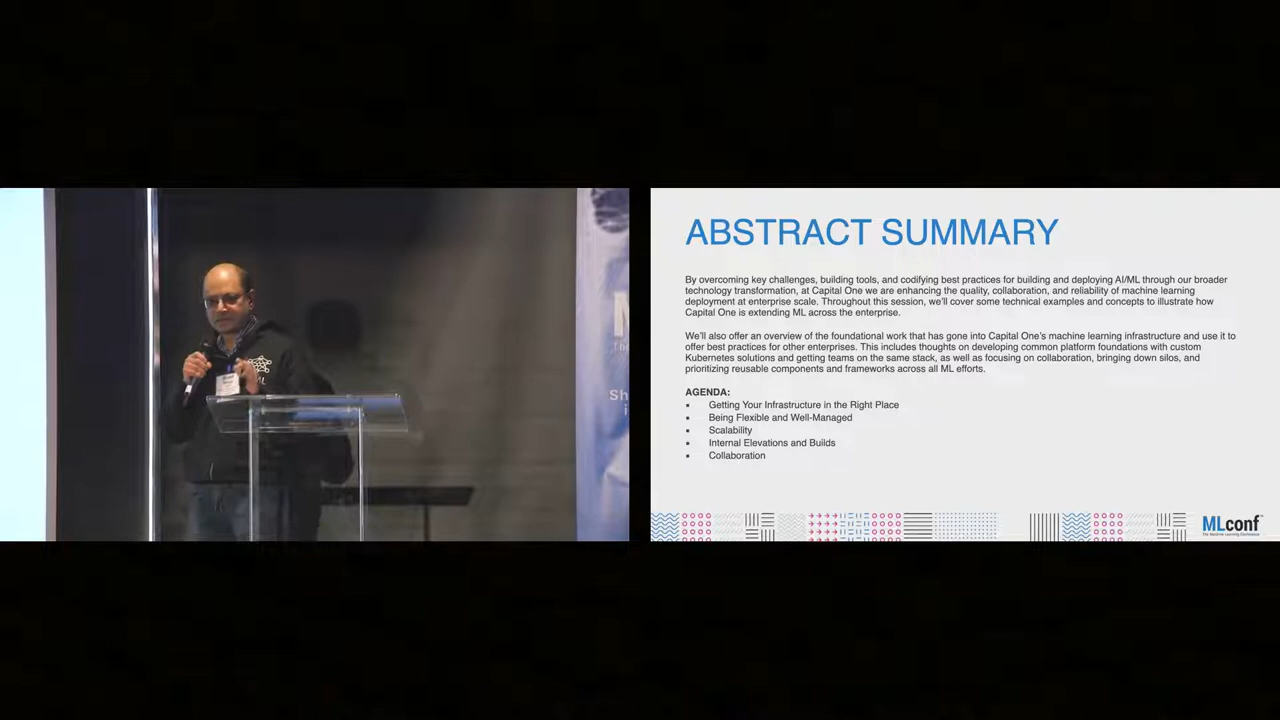 ML
Sh
ABSTRACT SUMMARY
By overcoming key challenges, building tools, and codifying best practices for building and deploying AI/ML through our broader
technology transformation, at Capital One we are enhancing the quality, collaboration, and reliability of machine learning
deployment at enterprise scale. Throughout this session, we'll cover some technical examples and concepts to illustrate how
Capital One is extending ML across the enterprise.
We'll also offer an overview of the foundational work that has gone into Capital One's machine learning infrastructure and use it to
offer best practices for other enterprises. This includes thoughts on developing common platform foundations with custom
Kubernetes solutions and getting teams on the same stack, as well as focusing on collaboration, bringing down silos, and
prioritizing reusable components and frameworks across all ML efforts.
AGENDA:
▪ Getting Your Infrastructure in the Right Place
▪ Being Flexible and Well-Managed
▪ Scalability
▪ Internal Elevations and Builds
▪ Collaboration
MLconf™
The Machine Learning Conference